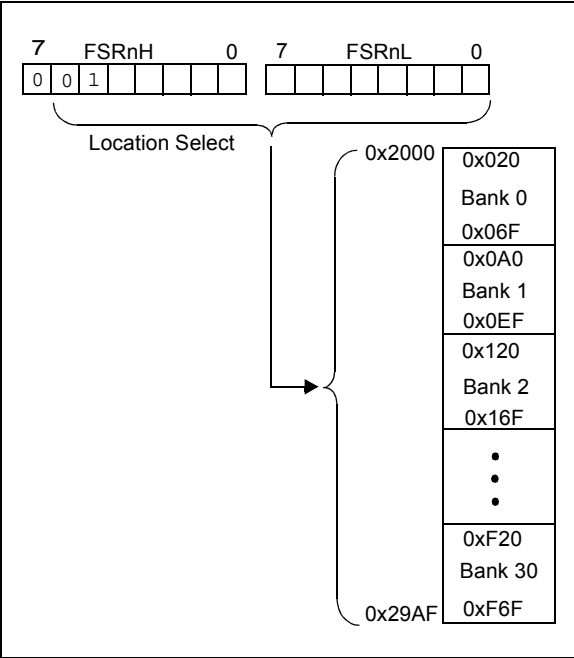 7 FSRnH 0 7 FSRnL 0
0 0 1
Location Select
0x2000
0x020
Bank 0
0x06F
0x0A0
Bank 1
0x0EF
0x120
Bank 2
0x16F
0xF20
Bank 30
0x29AF 0xF6F